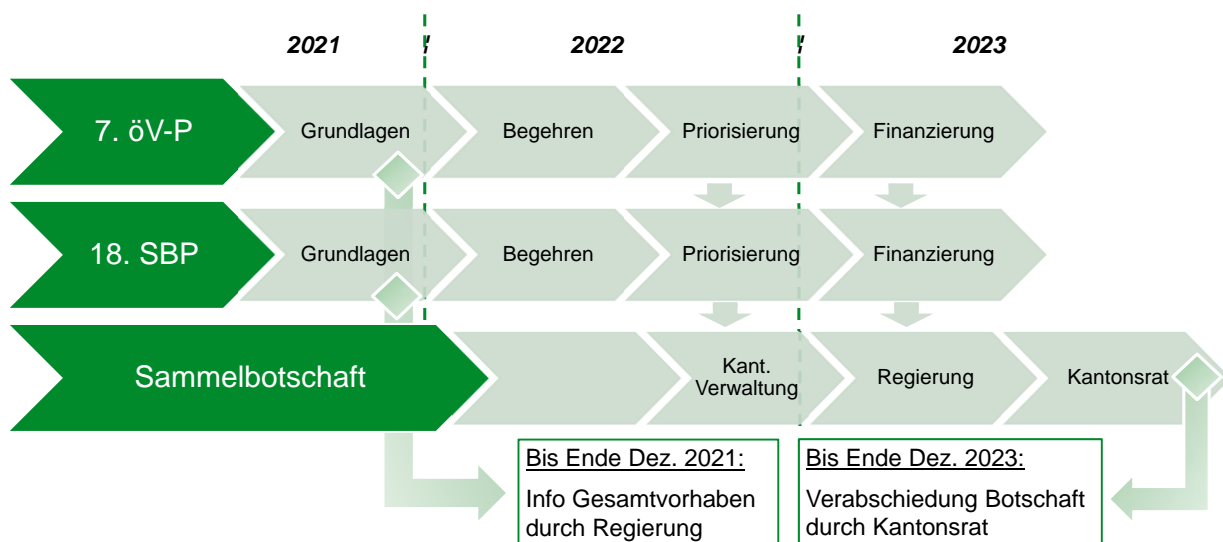 2021 2022 2023
7. öV-P Grundlagen Begehren Priorisierung Finanzierung
18. SBP Grundlagen Begehren Priorisierung Finanzierung
Sammelbotschaft Kant. Verwaltung Regierung Kantonsrat
Bis Ende Dez. 2021:
Info Gesamtvorhaben
durch Regierung
Bis Ende Dez. 2023:
Verabschiedung Botschaft
durch Kantonsrat